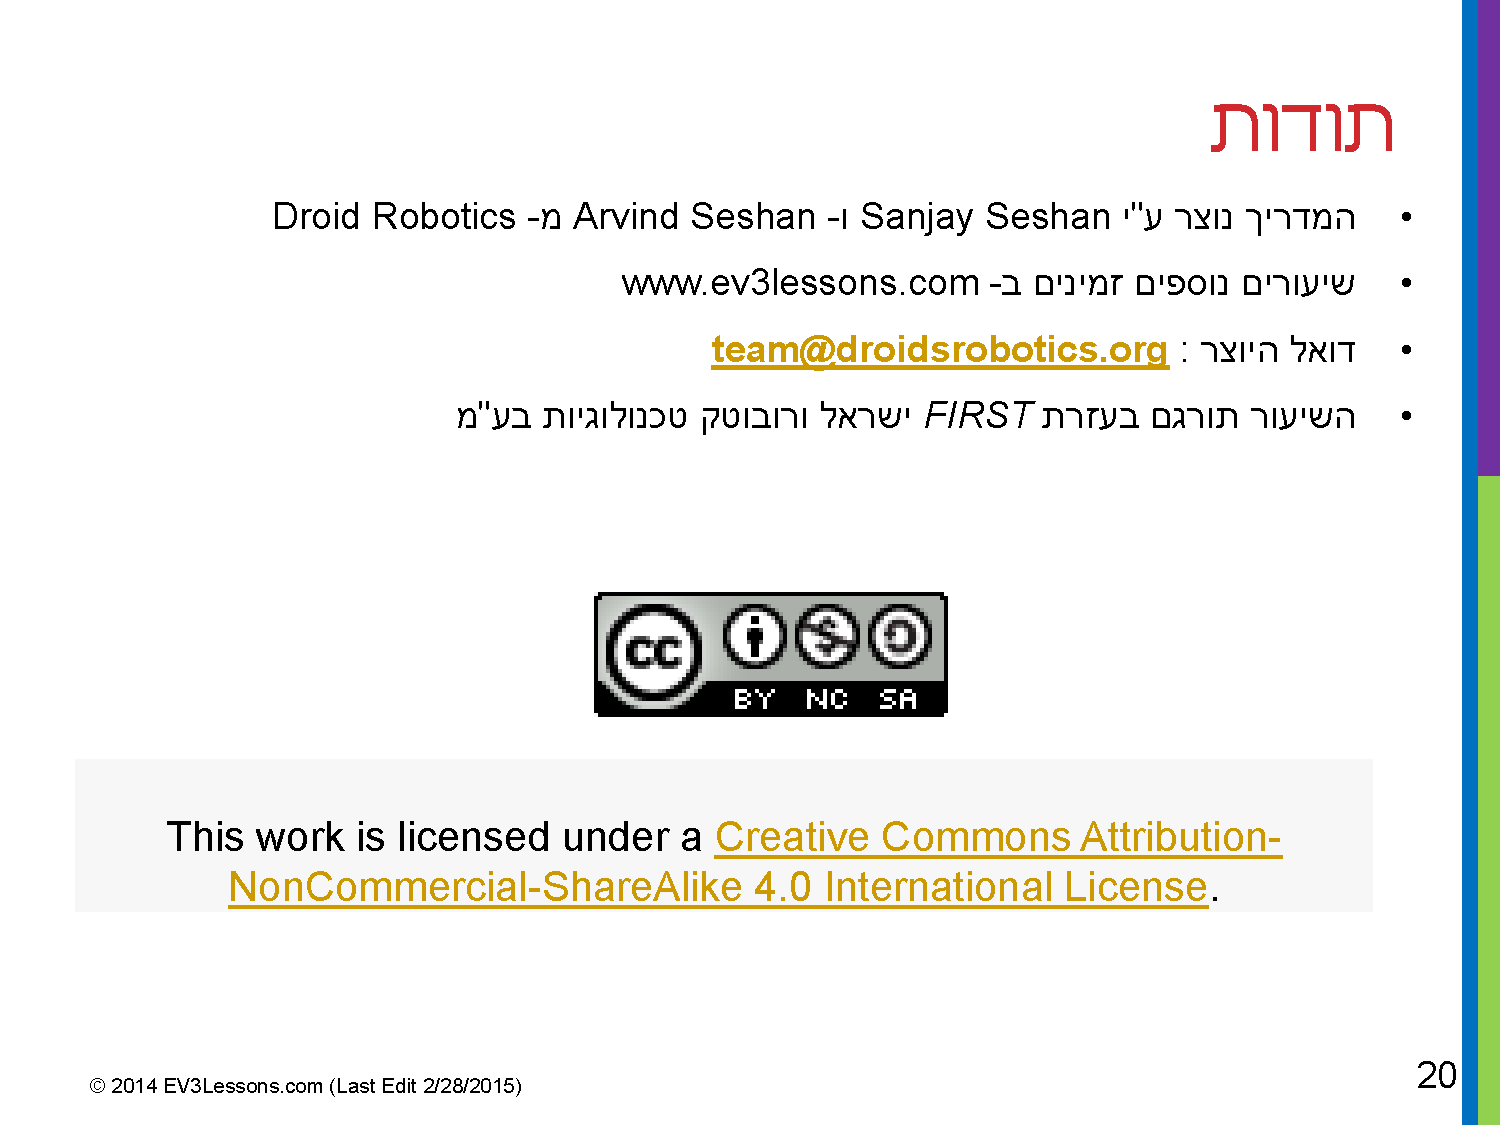 תודות
• המדריך נוצר ע"י Sanjay Seshan ו- Arvind Seshan מ- Droid Robotics
• שיעורים נוספים זמינים ב- www.ev3lessons.com
• דואל היוצר : team@droidsrobotics.org
• השיעור תורגם בעזרת FIRST ישראל ורובוטק טכנולוגיות בע"מ
cc BY NC SA
This work is licensed under a Creative Commons Attribution-
NonCommercial-ShareAlike 4.0 International License.
© 2014 EV3Lessons.com (Last Edit 2/28/2015)
20